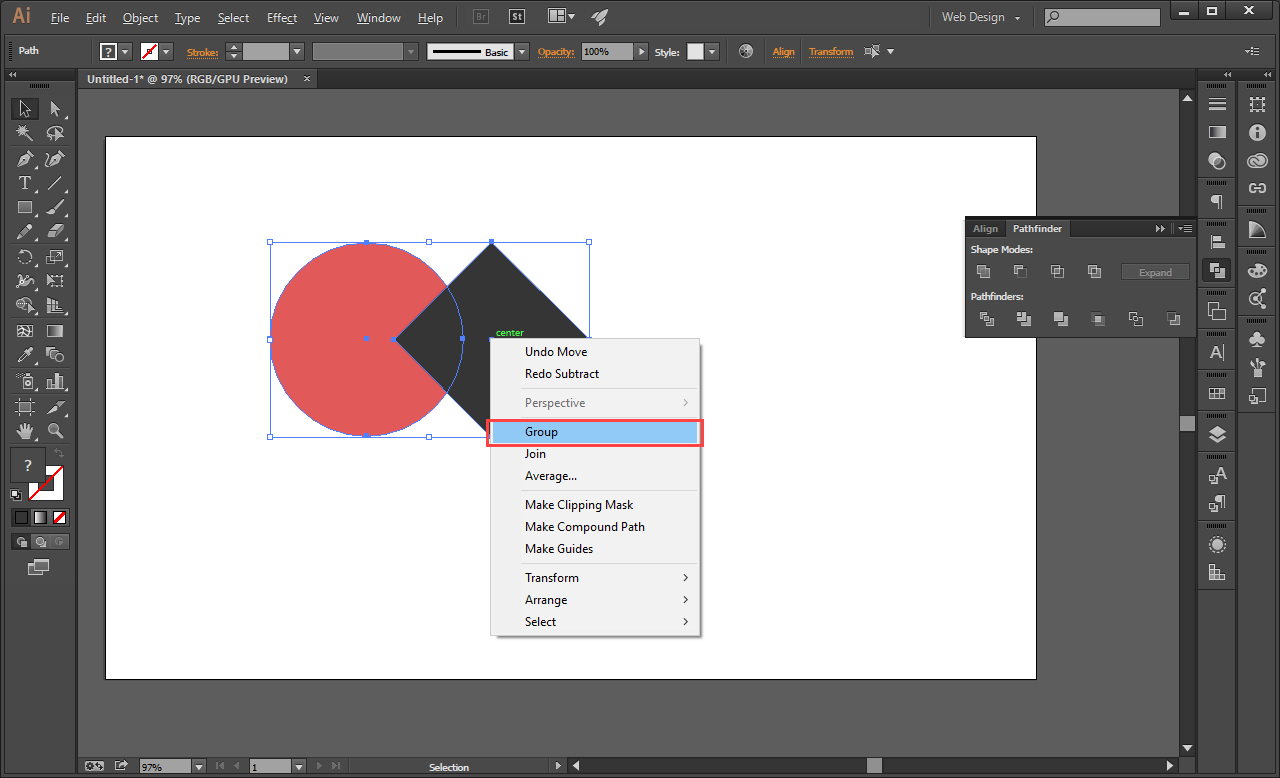 Ai File Edit Object Type Select Effect View Window Help Br St Web Design
Path ? Stroke: Basic Opacity: 100% Style: Align Transform
Untitled-1* @ 97% (RGB/GPU Preview) ×
Align Pathfinder
Shape Modes:
Expand
Pathfinders:
center
Undo Move
Redo Subtract
Perspective
Group
Join
Average...
Make Clipping Mask
Make Compound Path
Make Guides
Transform
Arrange
Select
?
97% 1 Selection